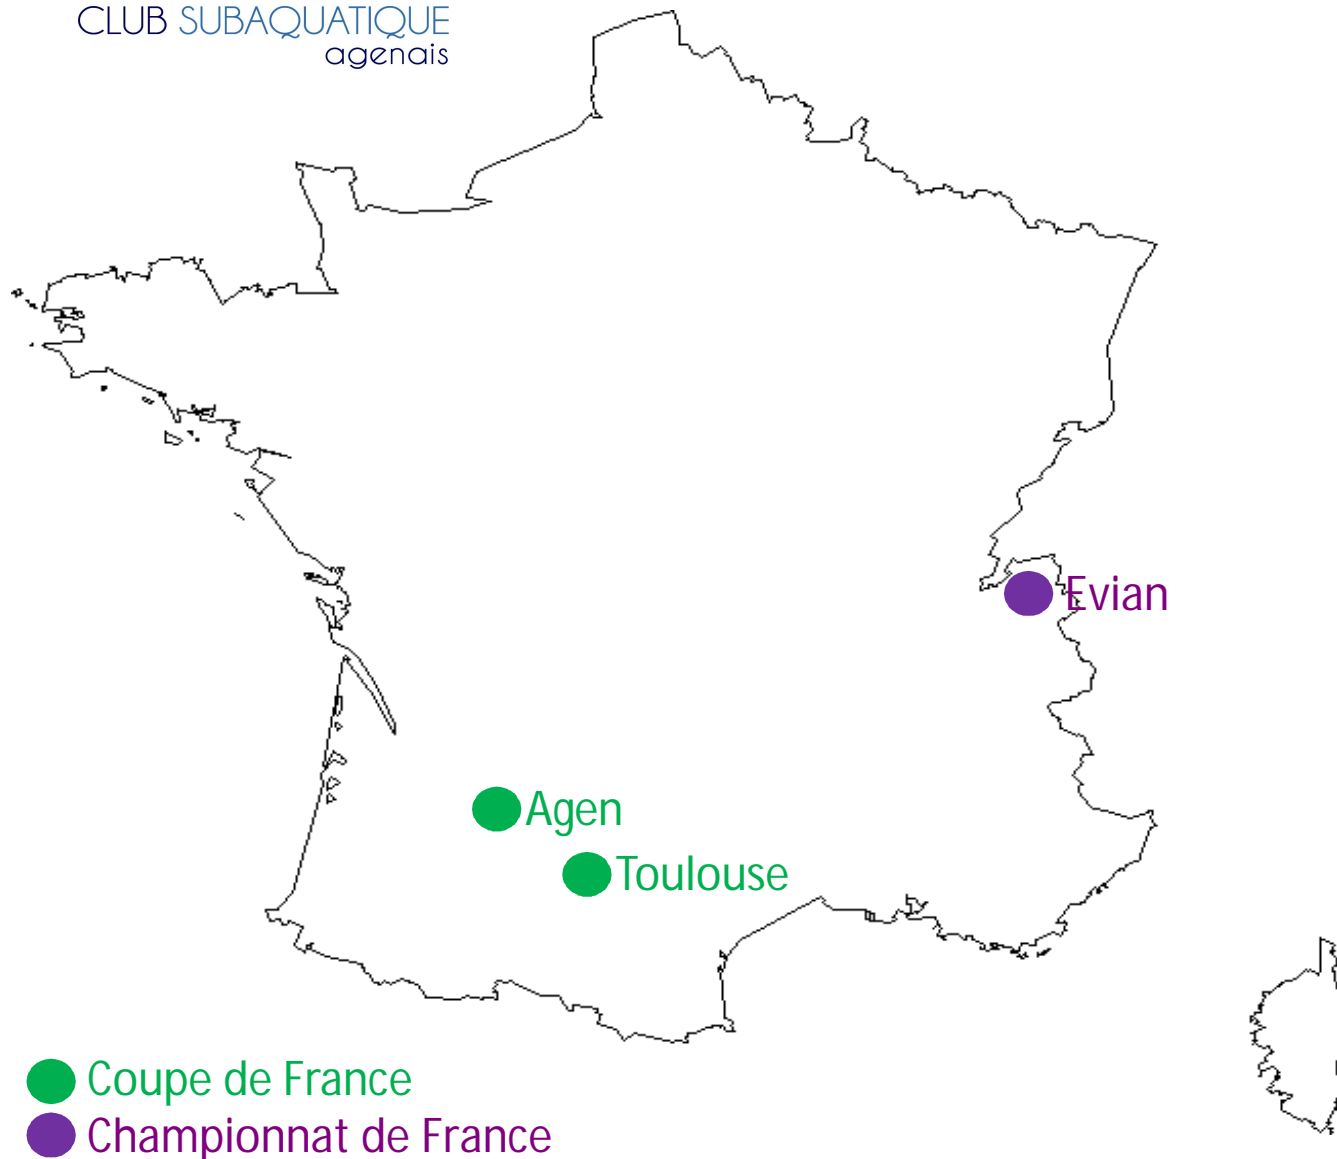 CLUB SUBAQUATIQUE
agenais
Evian
Agen
Toulouse
Coupe de France
Championnat de France